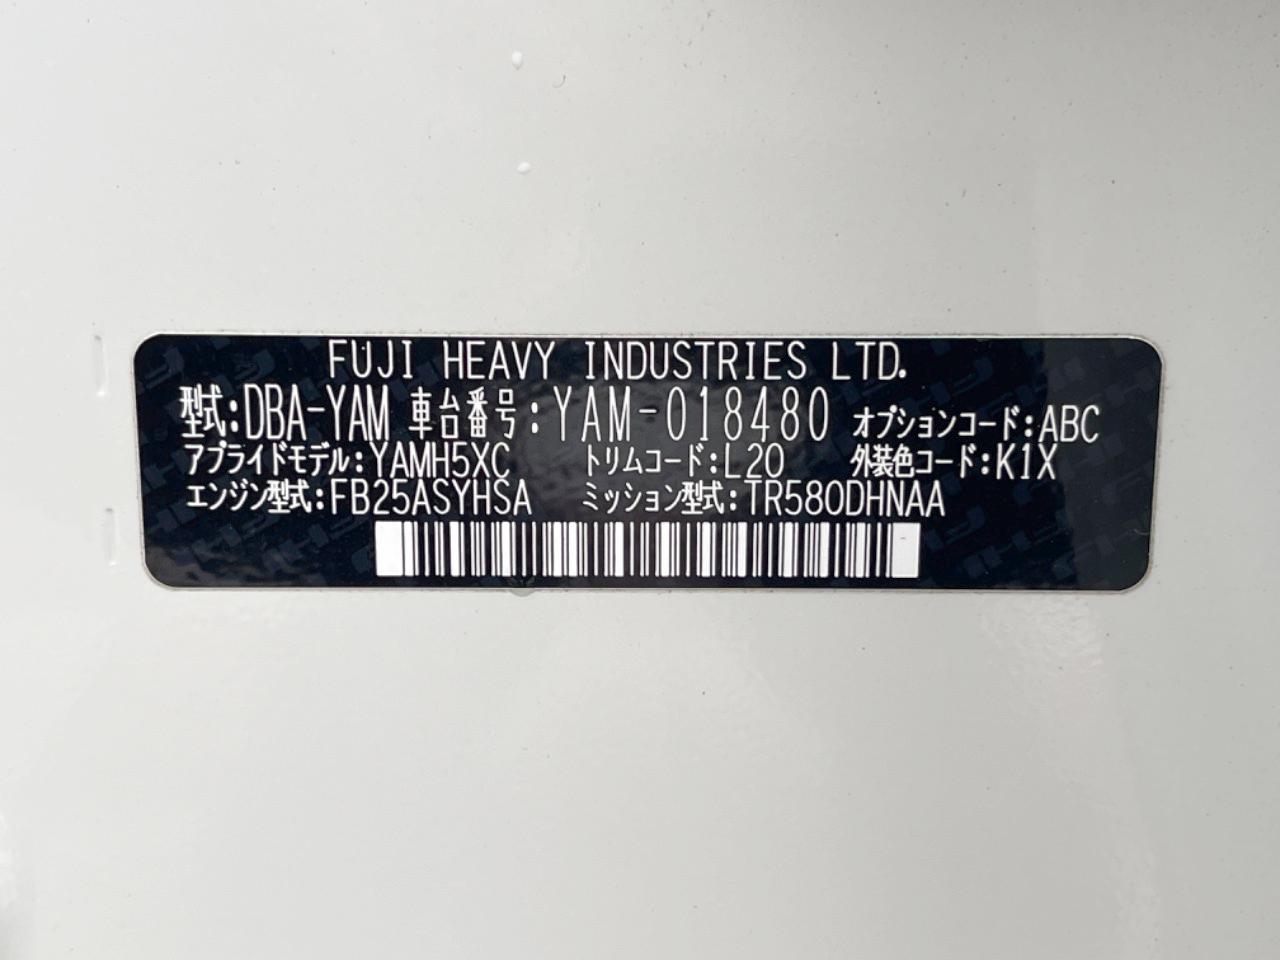 FUJI HEAVY INDUSTRIES LTD.
型式:DBA-YAM 車台番号:YAM-018480 オプションコード:ABC
アプライドモデル:YAMH5XC トリムコード:L20 外装色コード:K1X
エンジン型式:FB25ASYHSA ミッション型式:TR580DHNAA